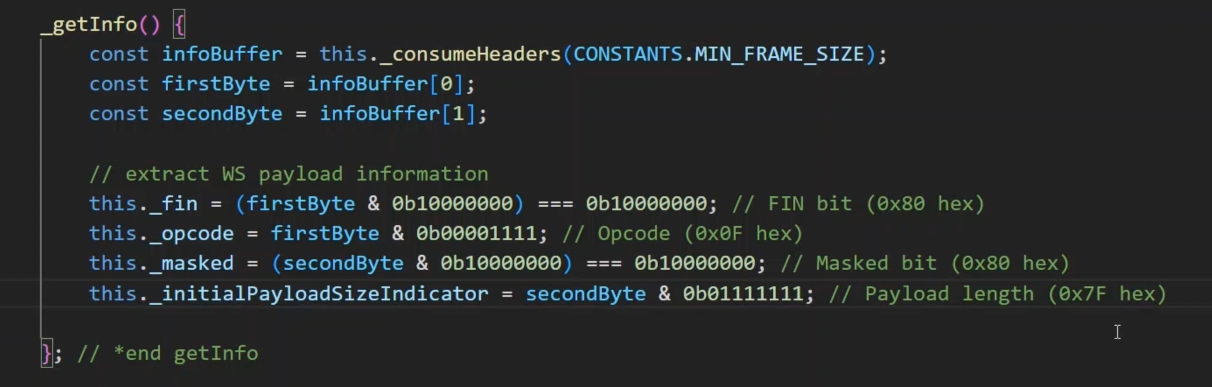 _getInfo() {
const infoBuffer = this._consumeHeaders(CONSTANTS.MIN_FRAME_SIZE);
const firstByte = infoBuffer[0];
const secondByte = infoBuffer[1];
// extract WS payload information
this._fin = (firstByte & 0b10000000) === 0b10000000; // FIN bit (0x80 hex)
this._opcode = firstByte & 0b00001111; // Opcode (0x0F hex)
this._masked = (secondByte & 0b10000000) === 0b10000000; // Masked bit (0x80 hex)
this._initialPayloadSizeIndicator = secondByte & 0b01111111; // Payload length (0x7F hex)
}; // *end getInfo